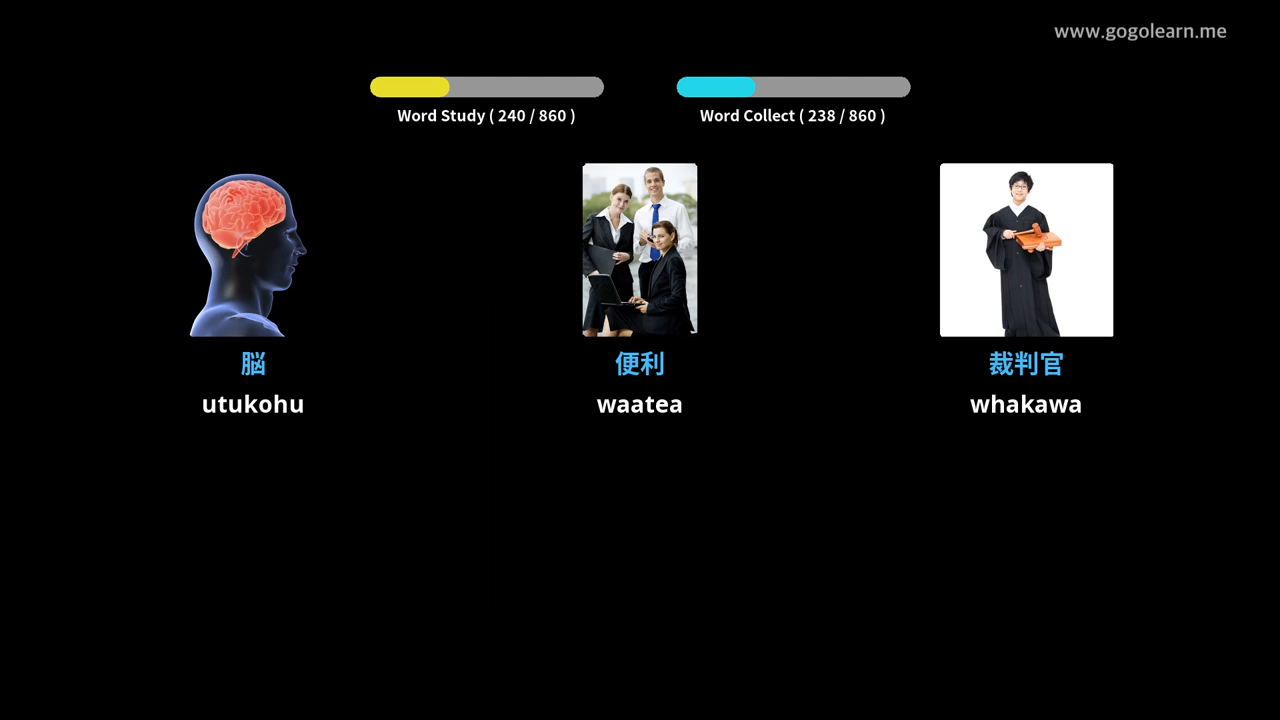 www.gogolearn.me
Word Study ( 240 / 860 )
Word Collect ( 238 / 860 )
脳
便利
裁判官
utukohu
waatea
whakawa